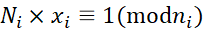 Nᵢ × xᵢ ≡ 1(modnᵢ)